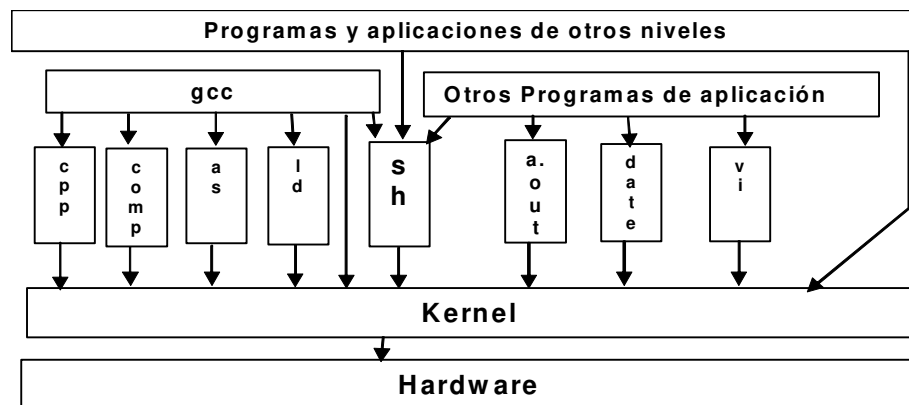 Programas y aplicaciones de otros niveles
gcc
Otros Programas de aplicación
cpp
comp
as
ld
sh
a.out
date
vi
Kernel
Hardware